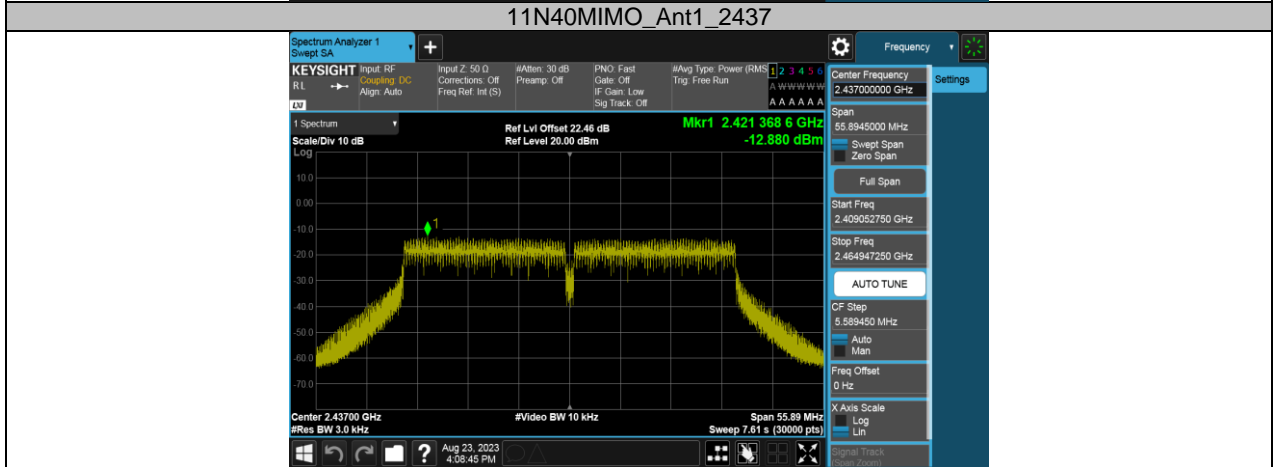 11N40MIMO_Ant1_2437
Spectrum Analyzer 1
Swept SA
+
Frequency
KEYSIGHT
RL
LXI
Input: RF
Coupling: DC
Align: Auto
Input Z: 50 Ω
Corrections: Off
Freq Ref: Int (S)
#Atten: 30 dB
Preamp: Off
PNO: Fast
Gate: Off
IF Gain: Low
Sig Track: Off
#Avg Type: Power (RMS
Trig: Free Run
1 2 3 4 5 6
A W W W W W
A A A A A A
1 Spectrum
Scale/Div 10 dB
Ref Lvl Offset 22.46 dB
Ref Level 20.00 dBm
Mkr1 2.421 368 6 GHz
-12.880 dBm
Log
10.0
0.00
-10.0
-20.0
-30.0
-40.0
-50.0
-60.0
-70.0
1
Center 2.43700 GHz
#Res BW 3.0 kHz
#Video BW 10 kHz
Span 55.89 MHz
Sweep 7.61 s (30000 pts)
Center Frequency
2.437000000 GHz
Settings
Span
55.8945000 MHz
Swept Span
Zero Span
Full Span
Start Freq
2.409052750 GHz
Stop Freq
2.464947250 GHz
AUTO TUNE
CF Step
5.589450 MHz
Auto
Man
Freq Offset
0 Hz
X Axis Scale
Log
Lin
Signal Track
(Span Zoom)
?
Aug 23, 2023
4:08:45 PM